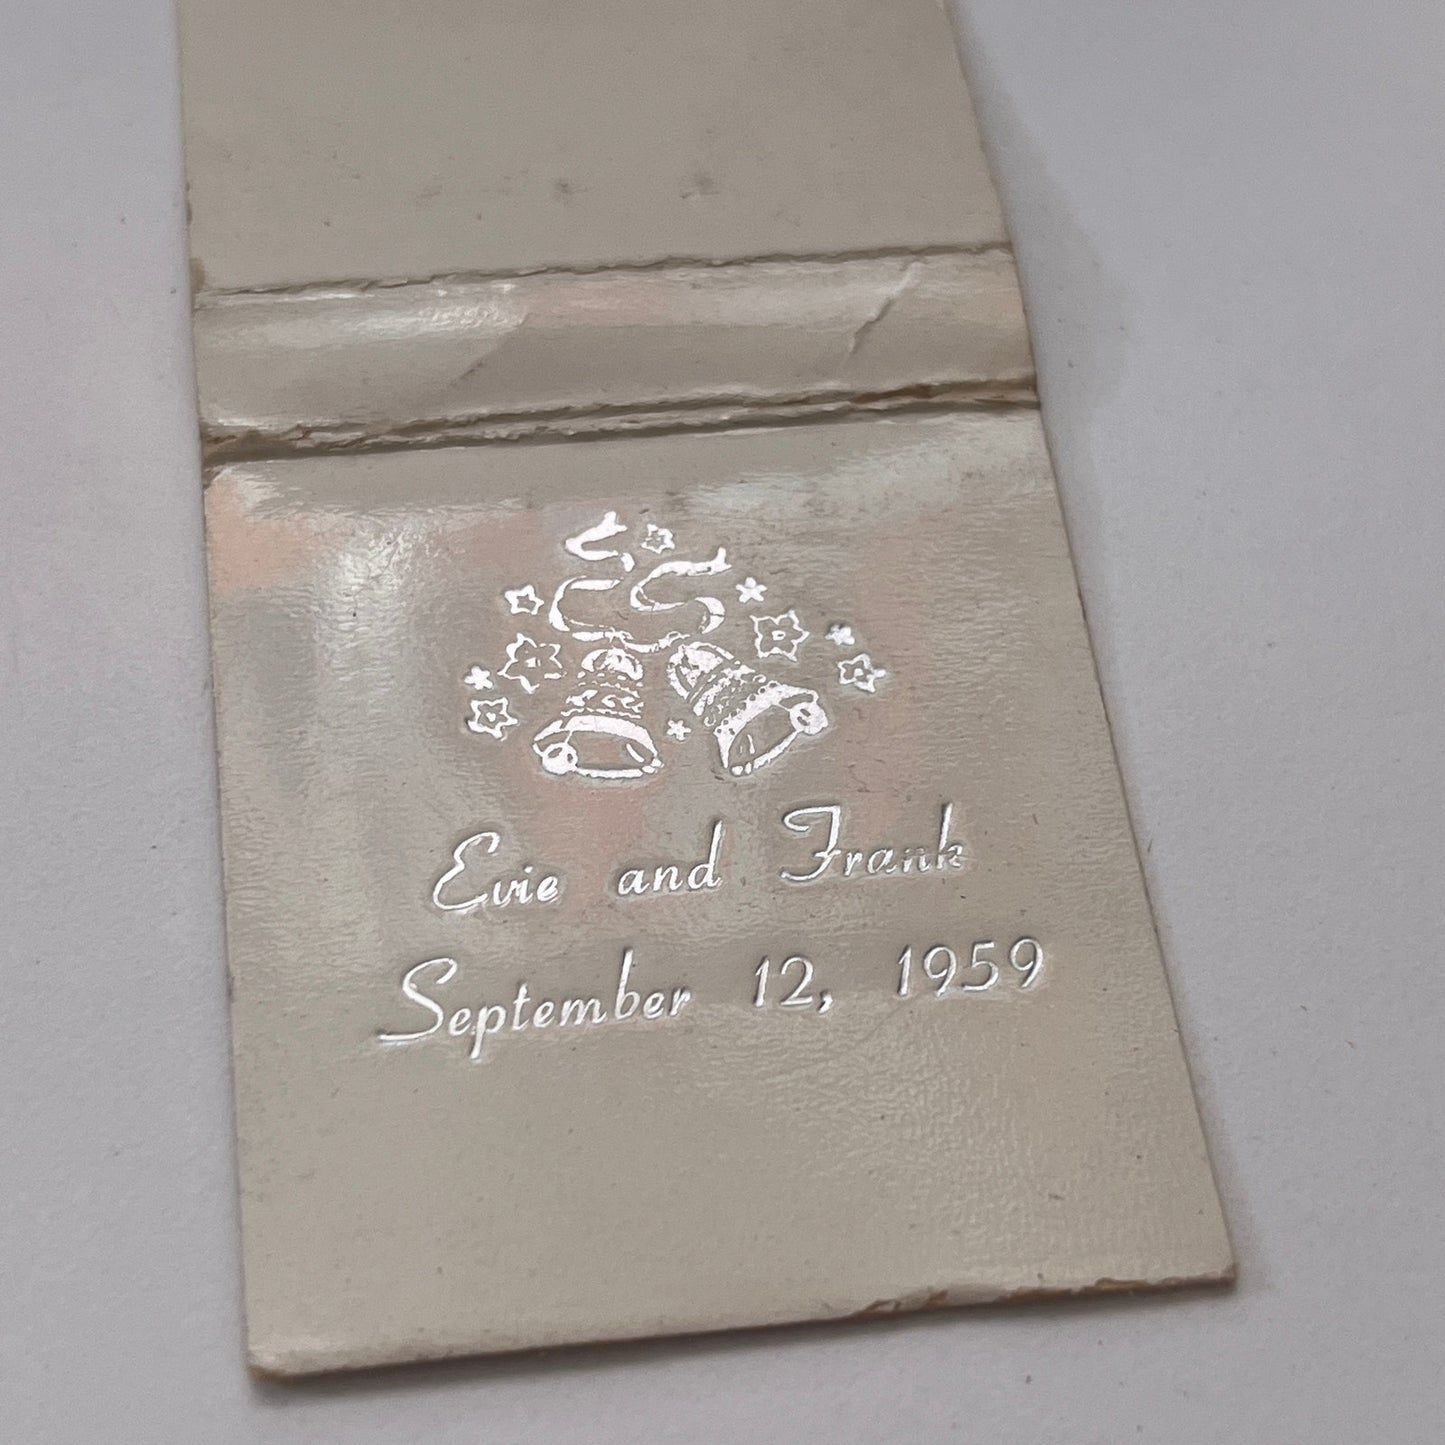 Evie and Frank
September 12, 1959